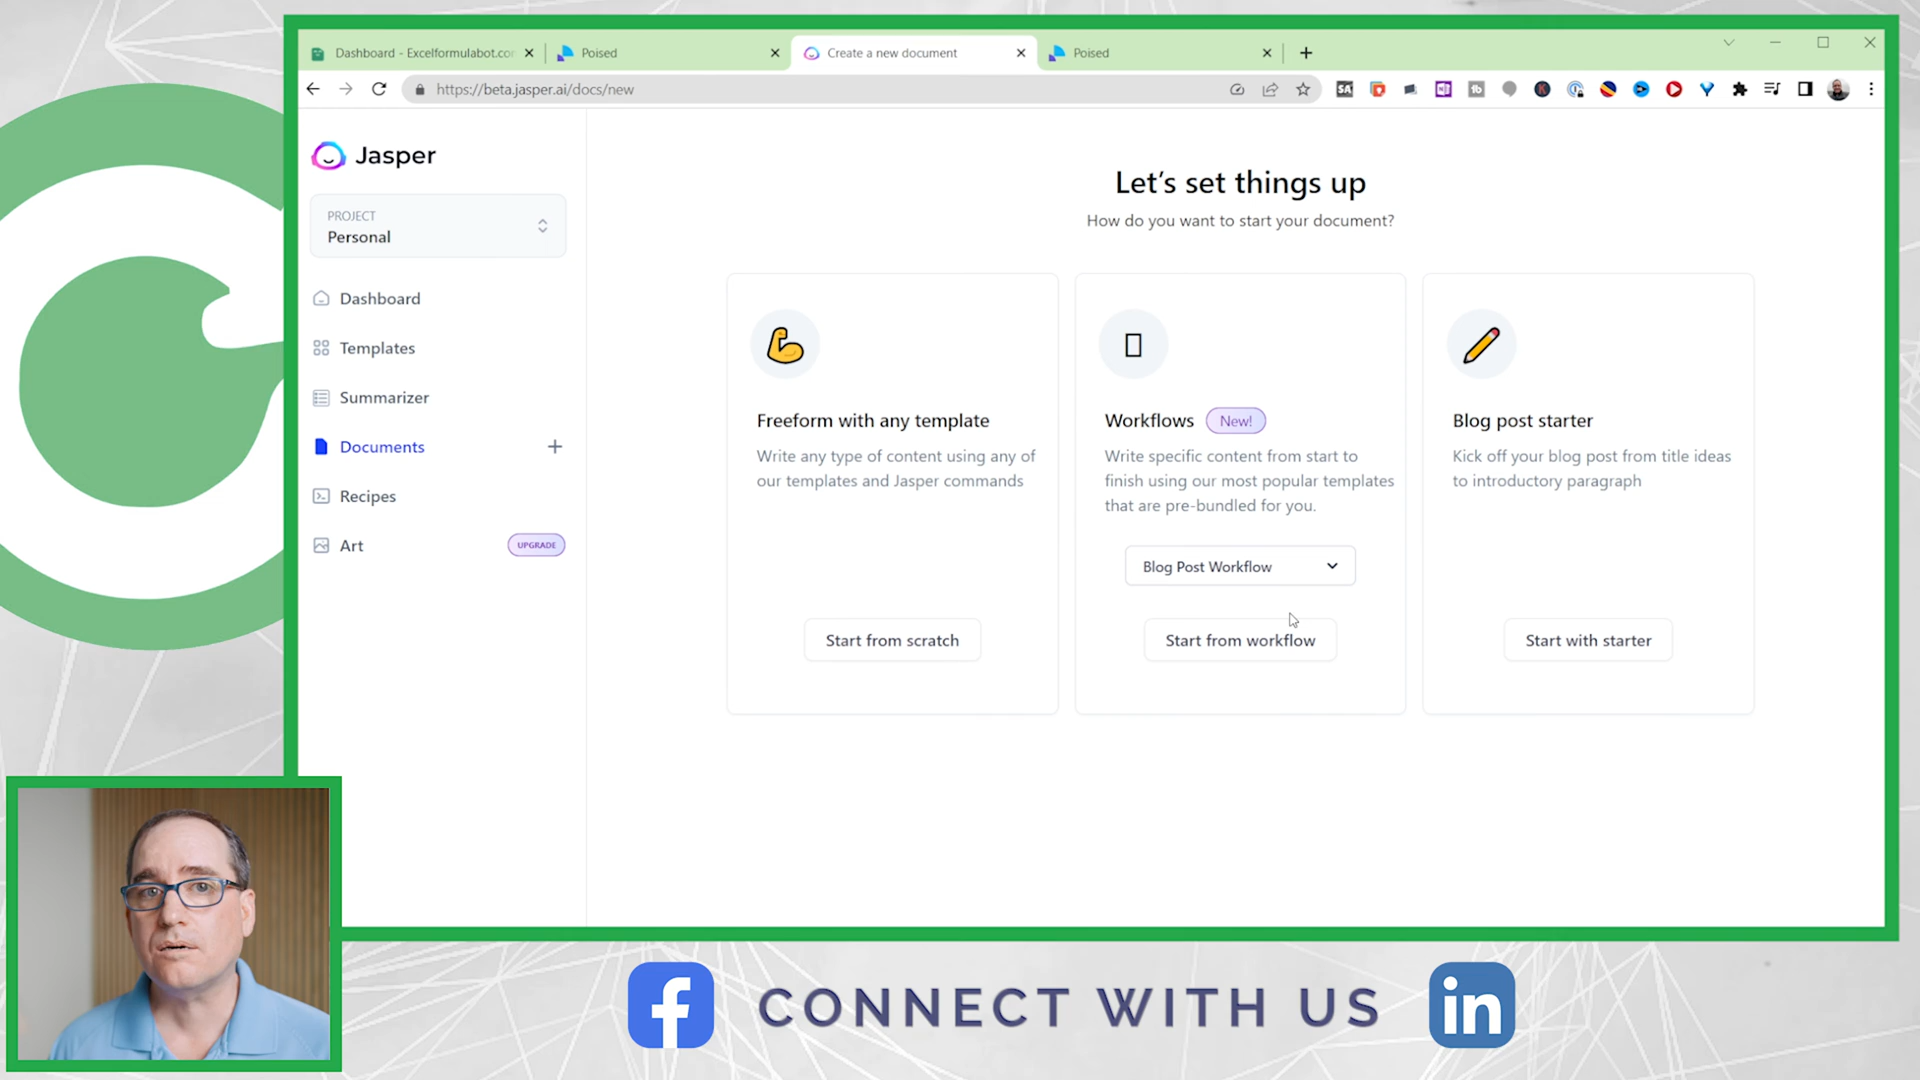 Dashboard - Excelformulabot.co
Poised
Create a new document
Poised
https://beta.jasper.ai/docs/new
Jasper
PROJECT
Personal
Dashboard
Templates
Summarizer
Documents
Recipes
Art
UPGRADE
Let's set things up
How do you want to start your document?
Freeform with any template
Write any type of content using any of
our templates and Jasper commands
Start from scratch
Workflows New!
Write specific content from start to
finish using our most popular templates
that are pre-bundled for you.
Blog Post Workflow
Start from workflow
Blog post starter
Kick off your blog post from title ideas
to introductory paragraph
Start with starter
f CONNECT WITH US in